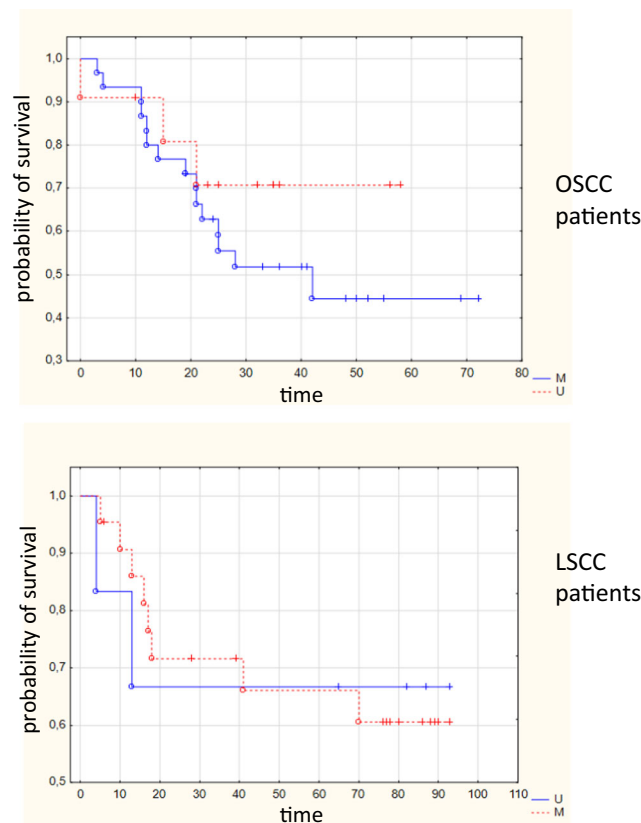 1,0
0,9
0,8
0,7
0,6
0,5
0,4
0,3
probability of survival
0 10 20 30 40 50 60 70 80
time
M
U
OSCC
patients
1,0
0,9
0,8
0,7
0,6
0,5
probability of survival
0 10 20 30 40 50 60 70 80 90 100 110
time
U
M
LSCC
patients